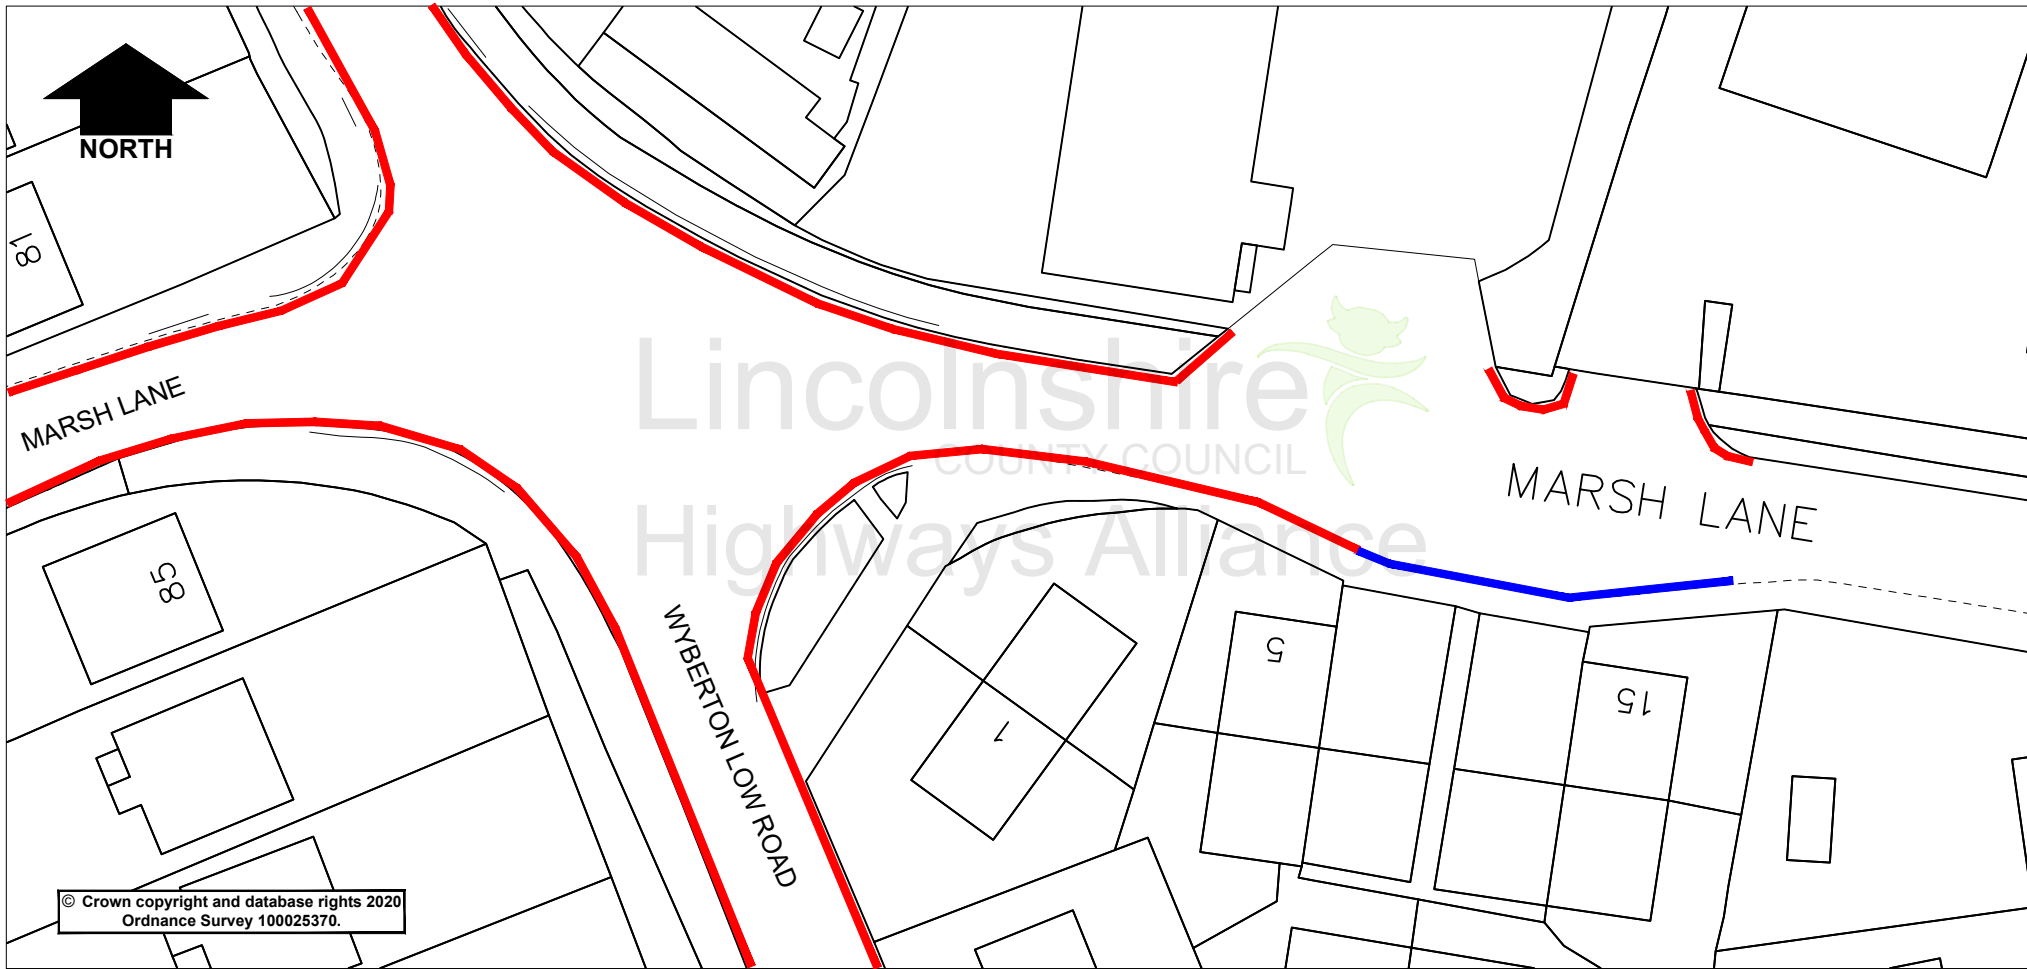 NORTH
81
MARSH LANE
Lincolnshire
COUNTY COUNCIL
Highways Alliance
MARSH LANE
85
WYBERTON LOW ROAD
1
5
15
© Crown copyright and database rights 2020
Ordnance Survey 100025370.